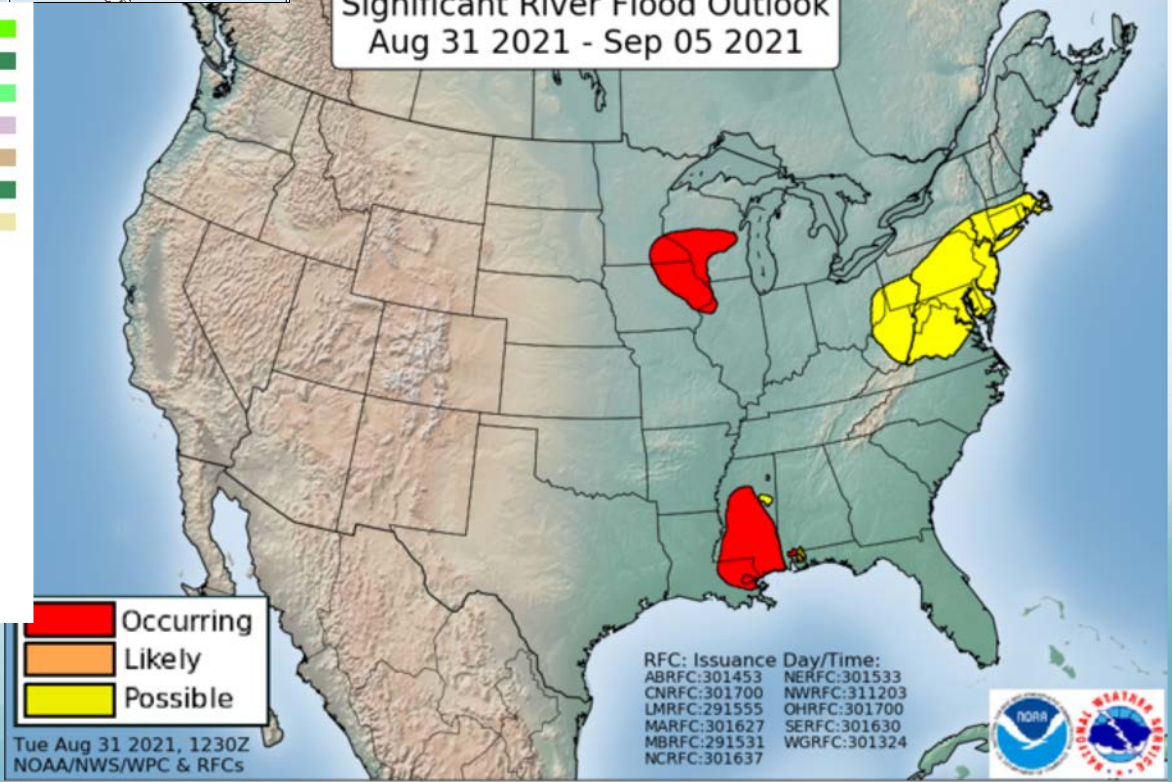 Significant River Flood Outlook
Aug 31 2021 - Sep 05 2021
Occurring
Likely
Possible
Tue Aug 31 2021, 1230Z
NOAA/NWS/WPC & RFCs
RFC: Issuance Day/Time:
ABRFC:301453 NERFC:301533
CNRFC:301700 NWRFC:311203
LMRFC:291555 OHRFC:301700
MARFC:301627 SERFC:301630
MBRFC:291531 WGRFC:301324
NCRFC:301637
NOAA
NATIONAL WEATHER SERVICE